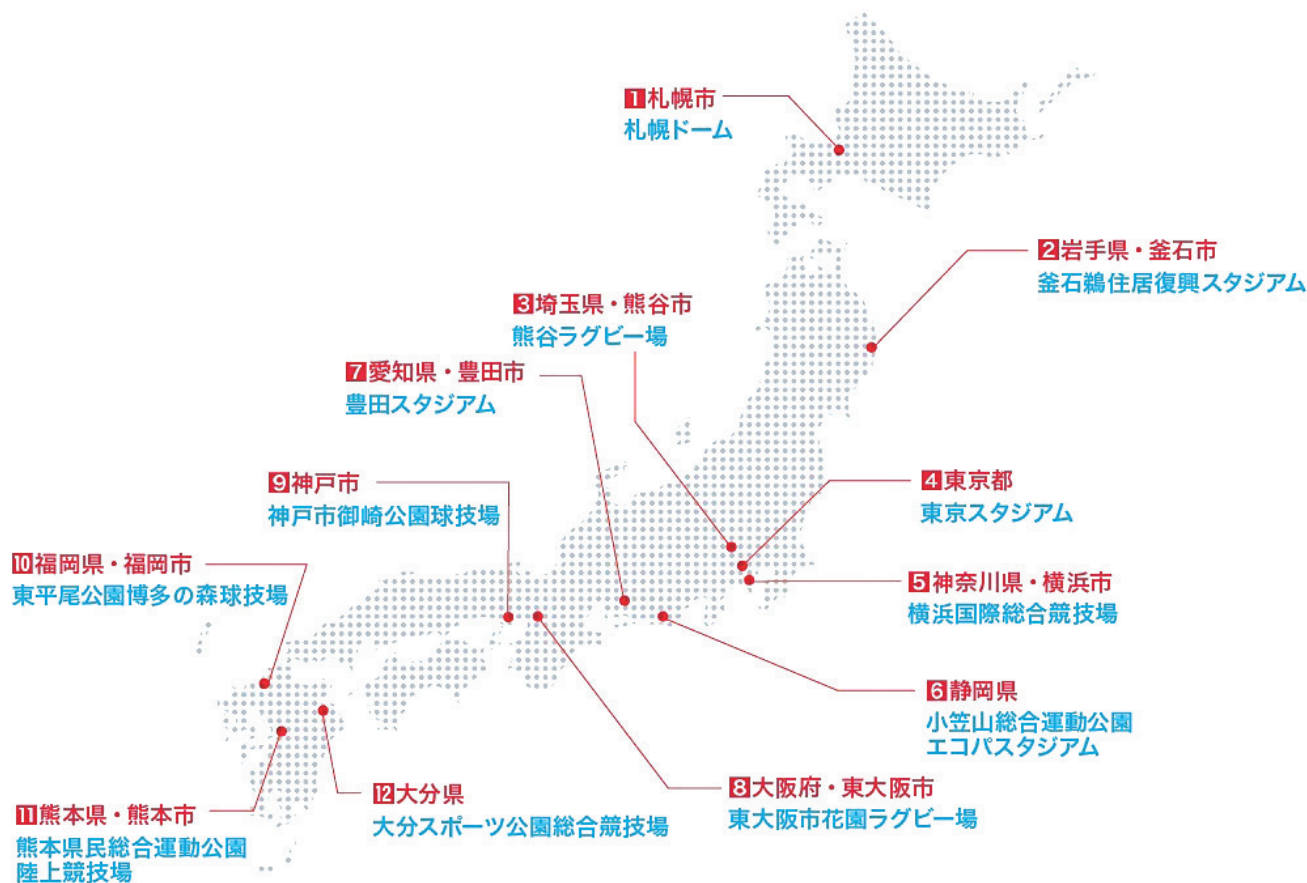 1札幌市
札幌ドーム
2岩手県・釜石市
釜石鵜住居復興スタジアム
3埼玉県・熊谷市
熊谷ラグビー場
7愛知県・豊田市
豊田スタジアム
4東京都
東京スタジアム
9神戸市
神戸市御崎公園球技場
10福岡県・福岡市
東平尾公園博多の森球技場
5神奈川県・横浜市
横浜国際総合競技場
6静岡県
小笠山総合運動公園
エコパスタジアム
8大阪府・東大阪市
東大阪市花園ラグビー場
12大分県
大分スポーツ公園総合競技場
11熊本県・熊本市
熊本県民総合運動公園
陸上競技場